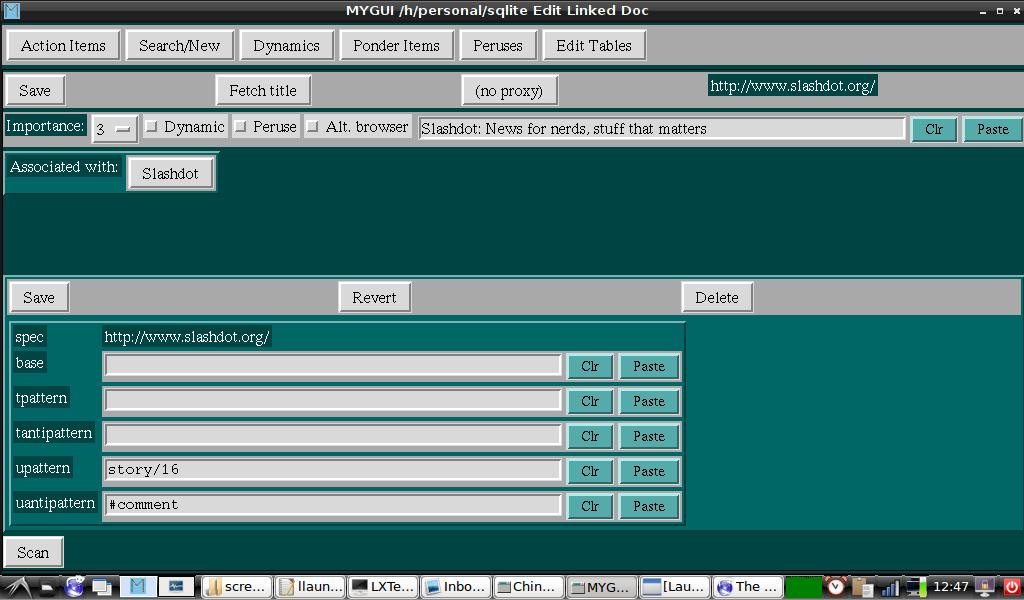 MYGUI /h/personal/sqlite Edit Linked Doc
Action Items Search/New Dynamics Ponder Items Peruses Edit Tables
Save Fetch title (no proxy) http://www.slashdot.org/
Importance: 3 Dynamic Peruse Alt. browser Slashdot: News for nerds, stuff that matters Clr Paste
Associated with: Slashdot
Save Revert Delete
spec http://www.slashdot.org/
base Clr Paste
tpattern Clr Paste
tantipattern Clr Paste
upattern story/16 Clr Paste
uantipattern #comment Clr Paste
Scan
scre... llaun... LXTe... Inbo... Chin... MYG... [Lau... The ... 12:47